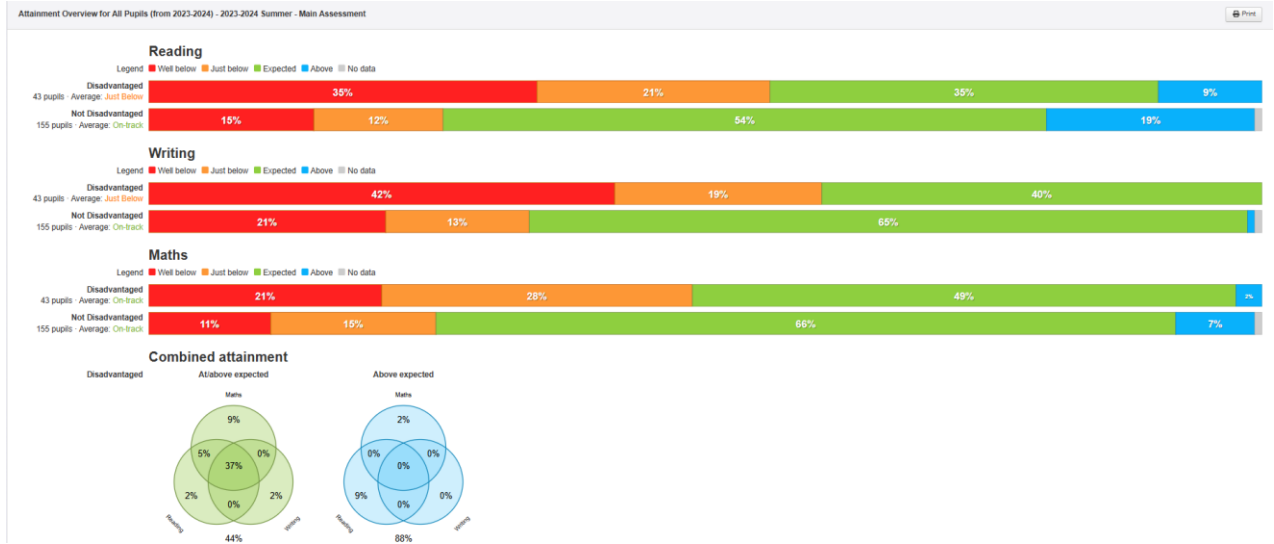 Attainment Overview for All Pupils (from 2023-2024) - 2023-2024 Summer - Main Assessment
Print
Reading
Legend Well below Just below Expected Above No data
Disadvantaged
43 pupils · Average: Just Below
35% 21% 35% 9%
Not Disadvantaged
155 pupils · Average: On-track
15% 12% 54% 19%
Writing
Legend Well below Just below Expected Above No data
Disadvantaged
43 pupils · Average: Just Below
42% 19% 40%
Not Disadvantaged
155 pupils · Average: On-track
21% 13% 65%
Maths
Legend Well below Just below Expected Above No data
Disadvantaged
43 pupils · Average: On-track
21% 28% 49% 2%
Not Disadvantaged
155 pupils · Average: On-track
11% 15% 66% 7%
Combined attainment
Disadvantaged At/above expected Above expected
Maths Maths
9% 2%
5% 0% 0% 0%
37% 0%
2% 2% 9% 0%
0% 0%
Reading Writing Reading Writing
44% 88%